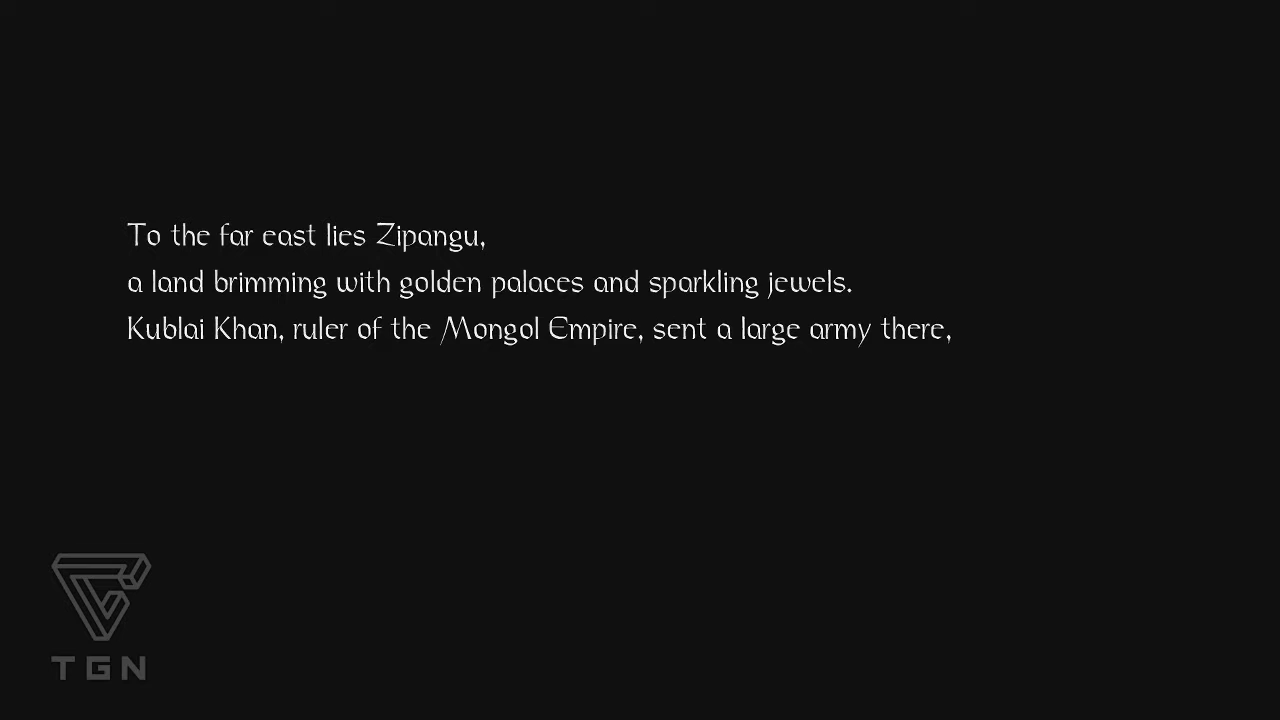 To the far east lies Zipangu,
a land brimming with golden palaces and sparkling jewels.
Kublai Khan, ruler of the Mongol Empire, sent a large army there,
TGN